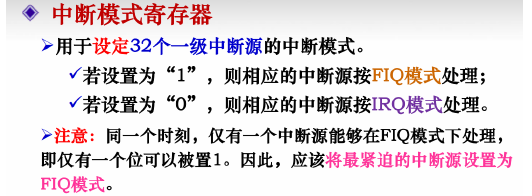 中断模式寄存器
用于设定32个一级中断源的中断模式。
若设置为“1”，则相应的中断源按FIQ模式处理；
若设置为“0”，则相应的中断源按IRQ模式处理。
注意：同一个时刻，仅有一个中断源能够在FIQ模式下处理，
即仅有一个位可以被置1。因此，应该将最紧迫的中断源设置为
FIQ模式。